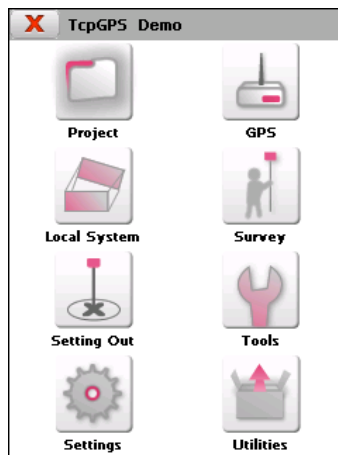 TcpGPS Demo
Project
GPS
Local System
Survey
Setting Out
Tools
Settings
Utilities